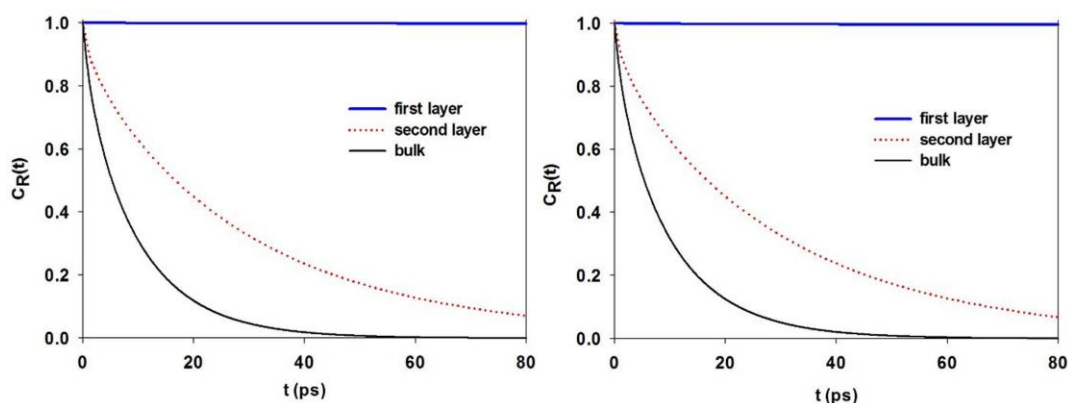 1.0
0.8
0.6
0.4
0.2
0.0
C_R(t)
first layer
second layer
bulk
0 20 40 60 80
t (ps)
1.0
0.8
0.6
0.4
0.2
0.0
C_R(t)
first layer
second layer
bulk
0 20 40 60 80
t (ps)